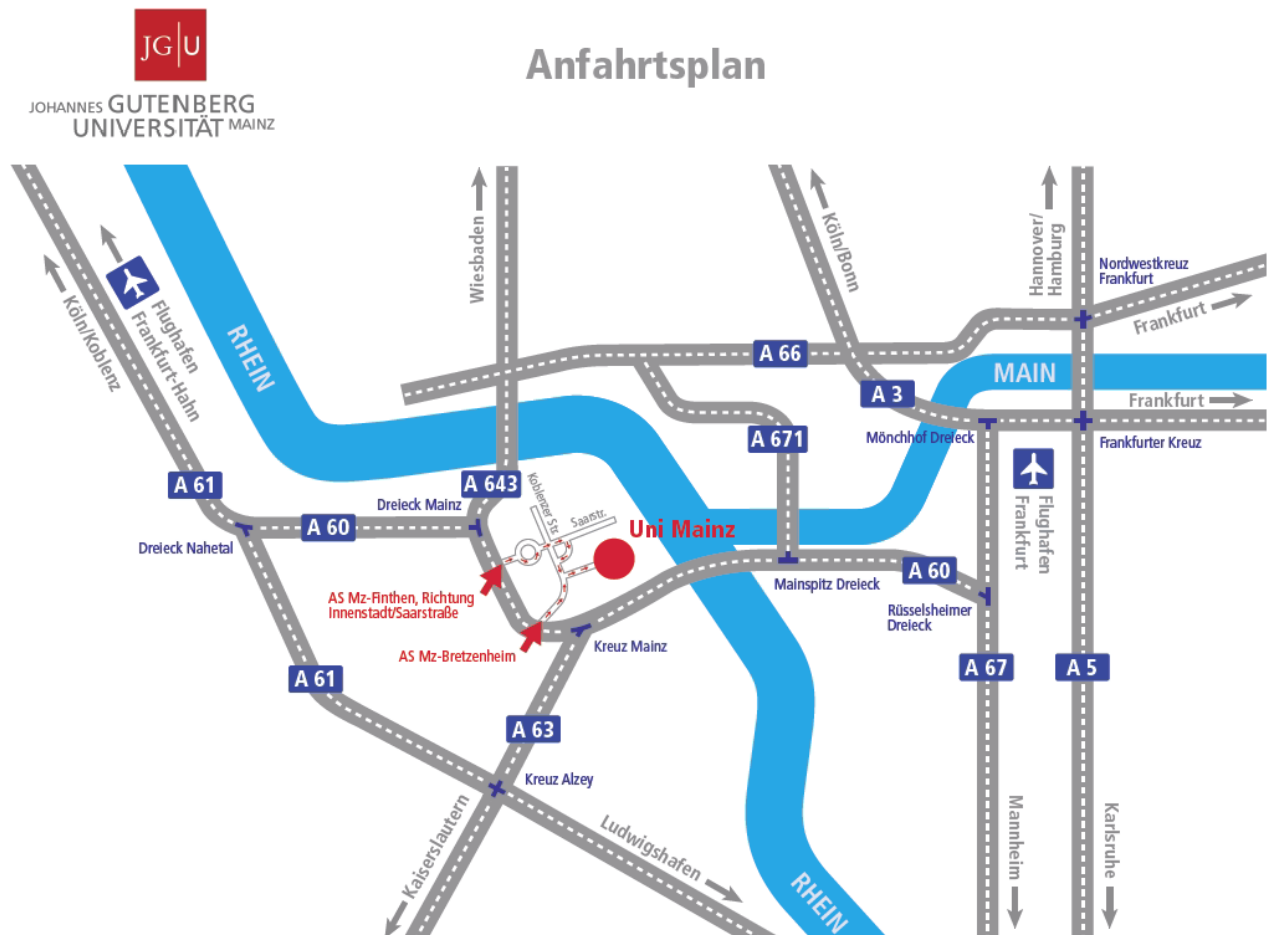 JG|U
JOHANNES GUTENBERG
UNIVERSITÄT MAINZ
Anfahrtsplan
Köln/Koblenz
Flughafen
Frankfurt-Hahn
RHEIN
Wiesbaden
Köln/Bonn
Hannover/
Hamburg
Nordwestkreuz
Frankfurt
Frankfurt
A 66
MAIN
A 3
Frankfurt
A 671
Mönchhof Dreieck
Frankfurter Kreuz
A 61
A 643
Dreieck Mainz
Koblenzer Str.
Saarstr.
Flughafen
Frankfurt
A 60
Uni Mainz
Dreieck Nahetal
Mainspitz Dreieck
A 60
AS Mz-Finthen, Richtung
Innenstadt/Saarstraße
Rüsselsheimer
Dreieck
AS Mz-Bretzenheim
Kreuz Mainz
A 61
A 67
A 5
A 63
Kreuz Alzey
Kaiserslautern
Ludwigshafen
RHEIN
Mannheim
Karlsruhe